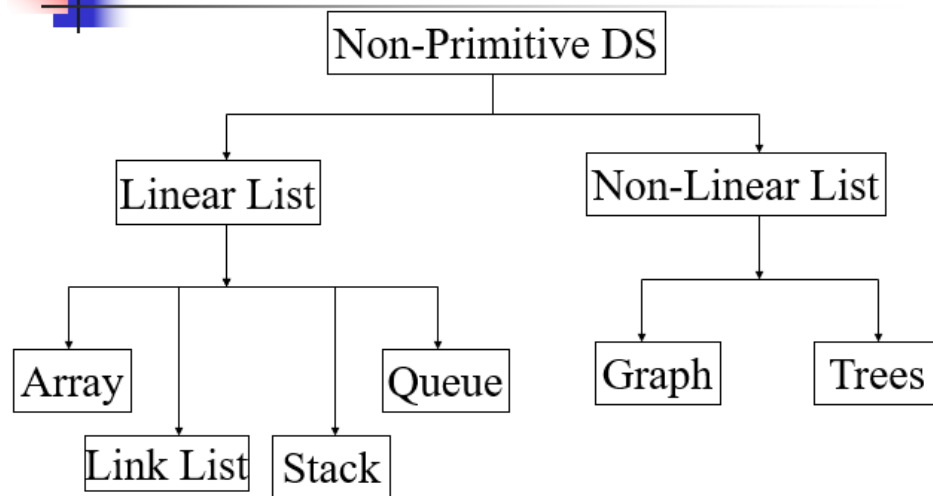 Non-Primitive DS
Linear List
Non-Linear List
Array
Queue
Graph
Trees
Link List
Stack